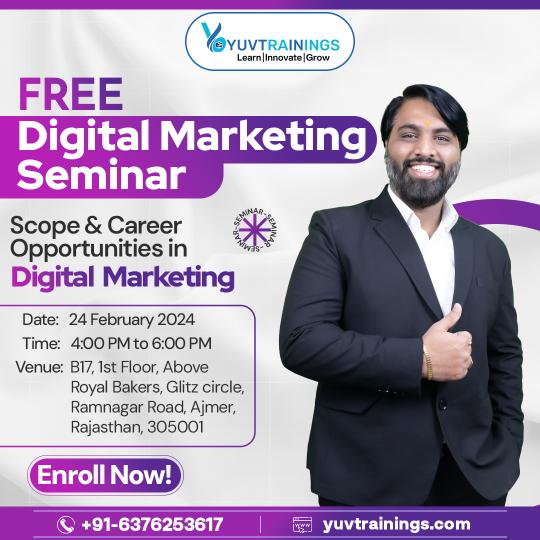 YUVTRAININGS
Learn|Innovate|Grow
FREE
Digital Marketing
Seminar
Scope & Career
Opportunities in
Digital Marketing
SEMINAR-SEMINAR-SEMINAR-
Date: 24 February 2024
Time: 4:00 PM to 6:00 PM
Venue: B17, 1st Floor, Above
Royal Bakers, Glitz circle,
Ramnagar Road, Ajmer,
Rajasthan, 305001
Enroll Now!
+91-6376253617
yuvtrainings.com